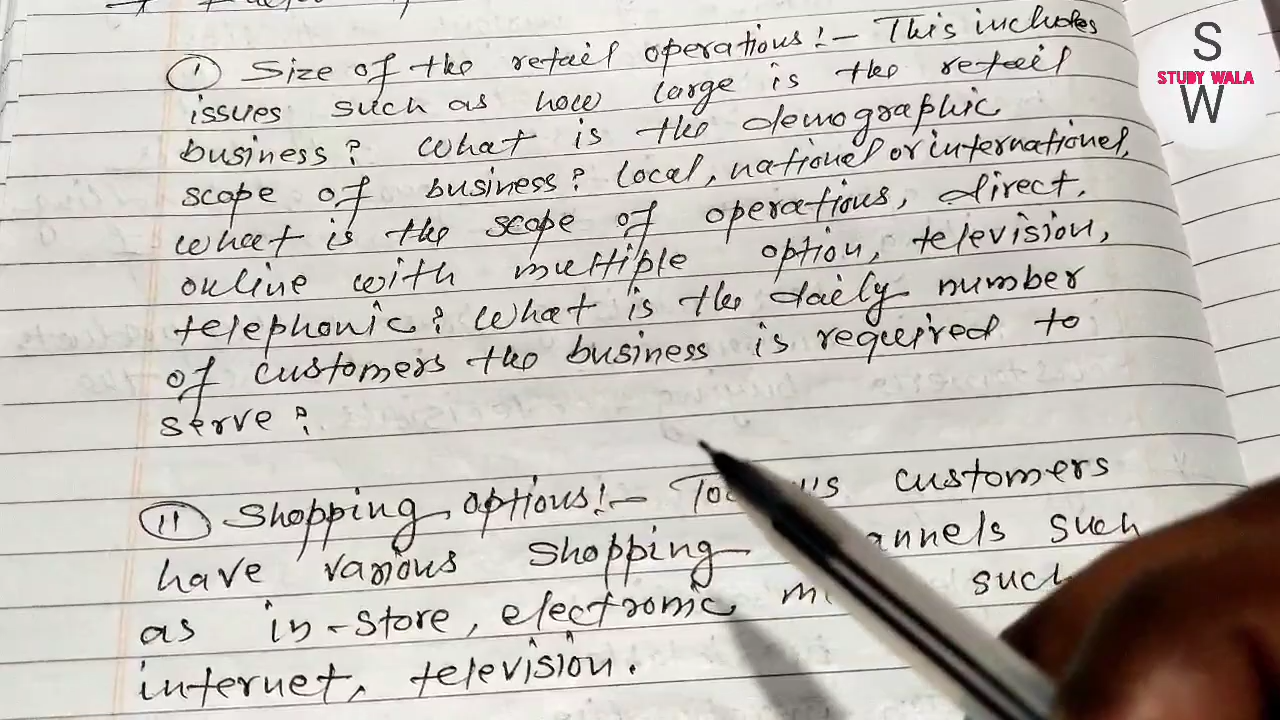 ① Size of the retail operations:- This includes
issues such as how large is the retail
business? What is the demographic
scope of business? local, national or international,
what is the scope of operations, direct,
online with multiple option, television,
telephonic? What is the daily number
of customers the business is required to
serve?
⑪ Shopping options:- customers
have various shopping such
as in-store, electronic such
internet, television.
S
STUDY WALA
W